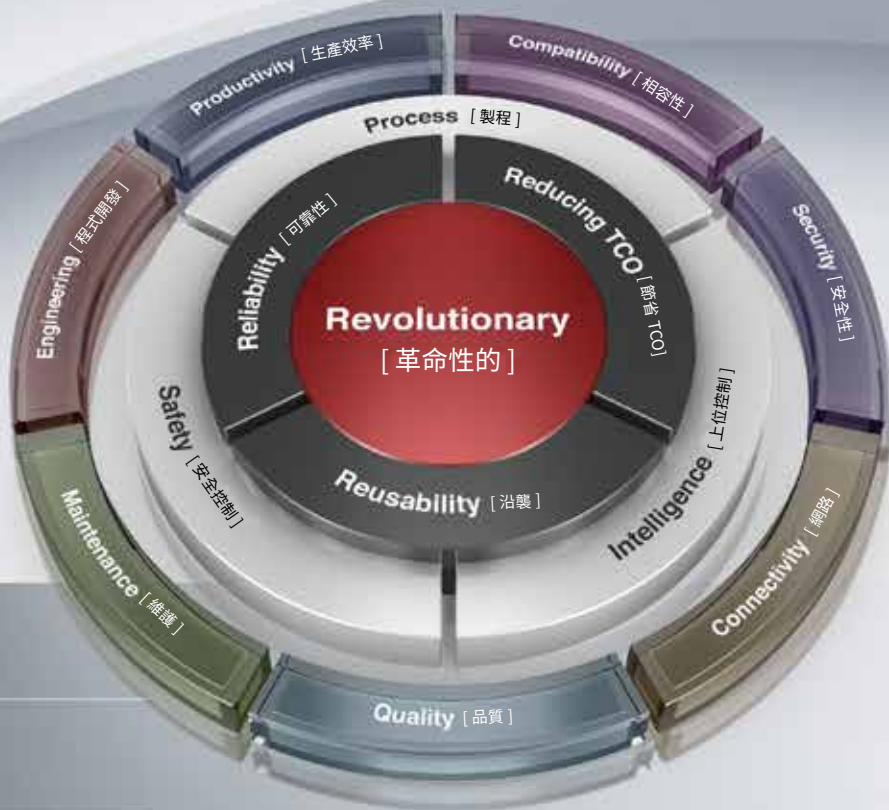 Revolutionary
[ 革命性的 ]
Reliability [ 可靠性 ]
Reducing TCO [ 節省 TCO]
Reusability [ 沿襲 ]
Process [ 製程 ]
Intelligence [ 上位控制 ]
Safety [ 安全控制 ]
Productivity [ 生產效率 ]
Compatibility [ 相容性 ]
Security [ 安全性 ]
Connectivity [ 網路 ]
Quality [ 品質 ]
Maintenance [ 維護 ]
Engineering [ 程式開發 ]